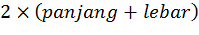 2 × (panjang + lebar)